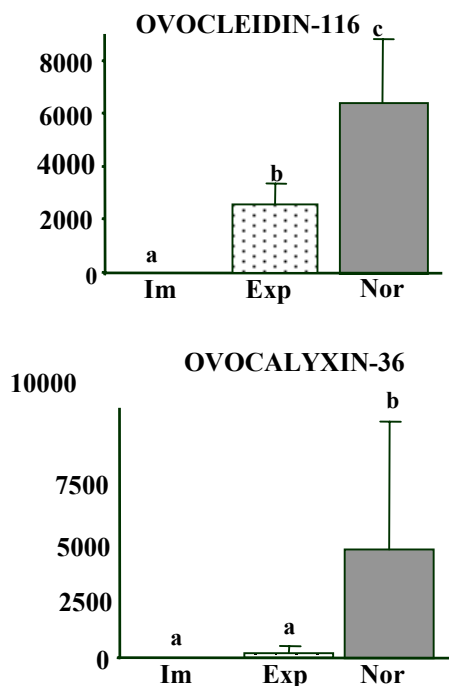 OVOCLEIDIN-116
8000
6000
4000
2000
0
a
b
c
Im Exp Nor
OVOCALYXIN-36
10000
7500
5000
2500
0
a
a
b
Im Exp Nor